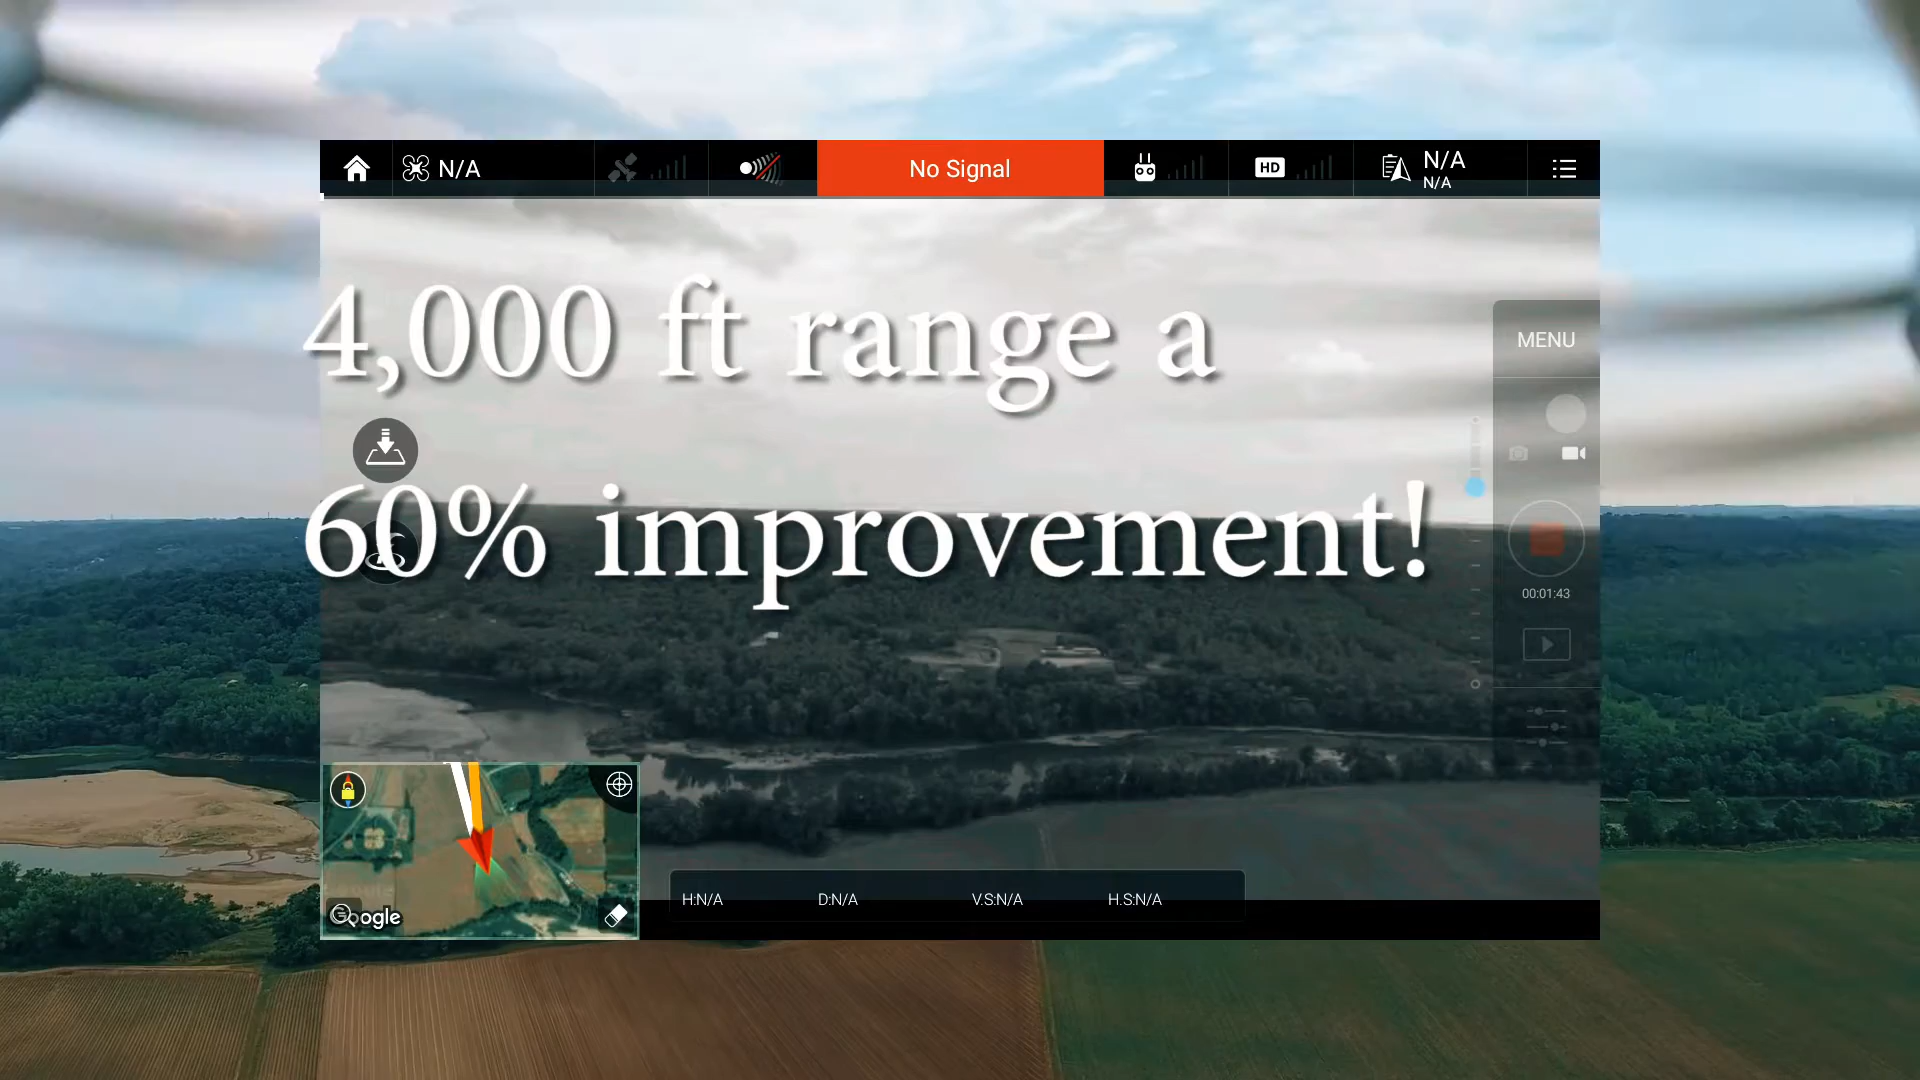 N/A
No Signal
HD
N/A
N/A
4,000 ft range a
MENU
60% improvement!
00:01:43
Google
H:N/A D:N/A V.S:N/A H.S:N/A